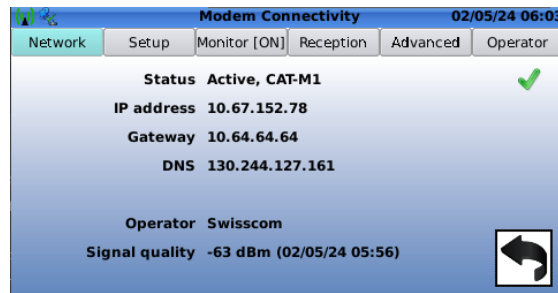 Modem Connectivity 02/05/24 06:03
Network Setup Monitor [ON] Reception Advanced Operator
Status Active, CAT-M1
IP address 10.67.152.78
Gateway 10.64.64.64
DNS 130.244.127.161
Operator Swisscom
Signal quality -63 dBm (02/05/24 05:56)